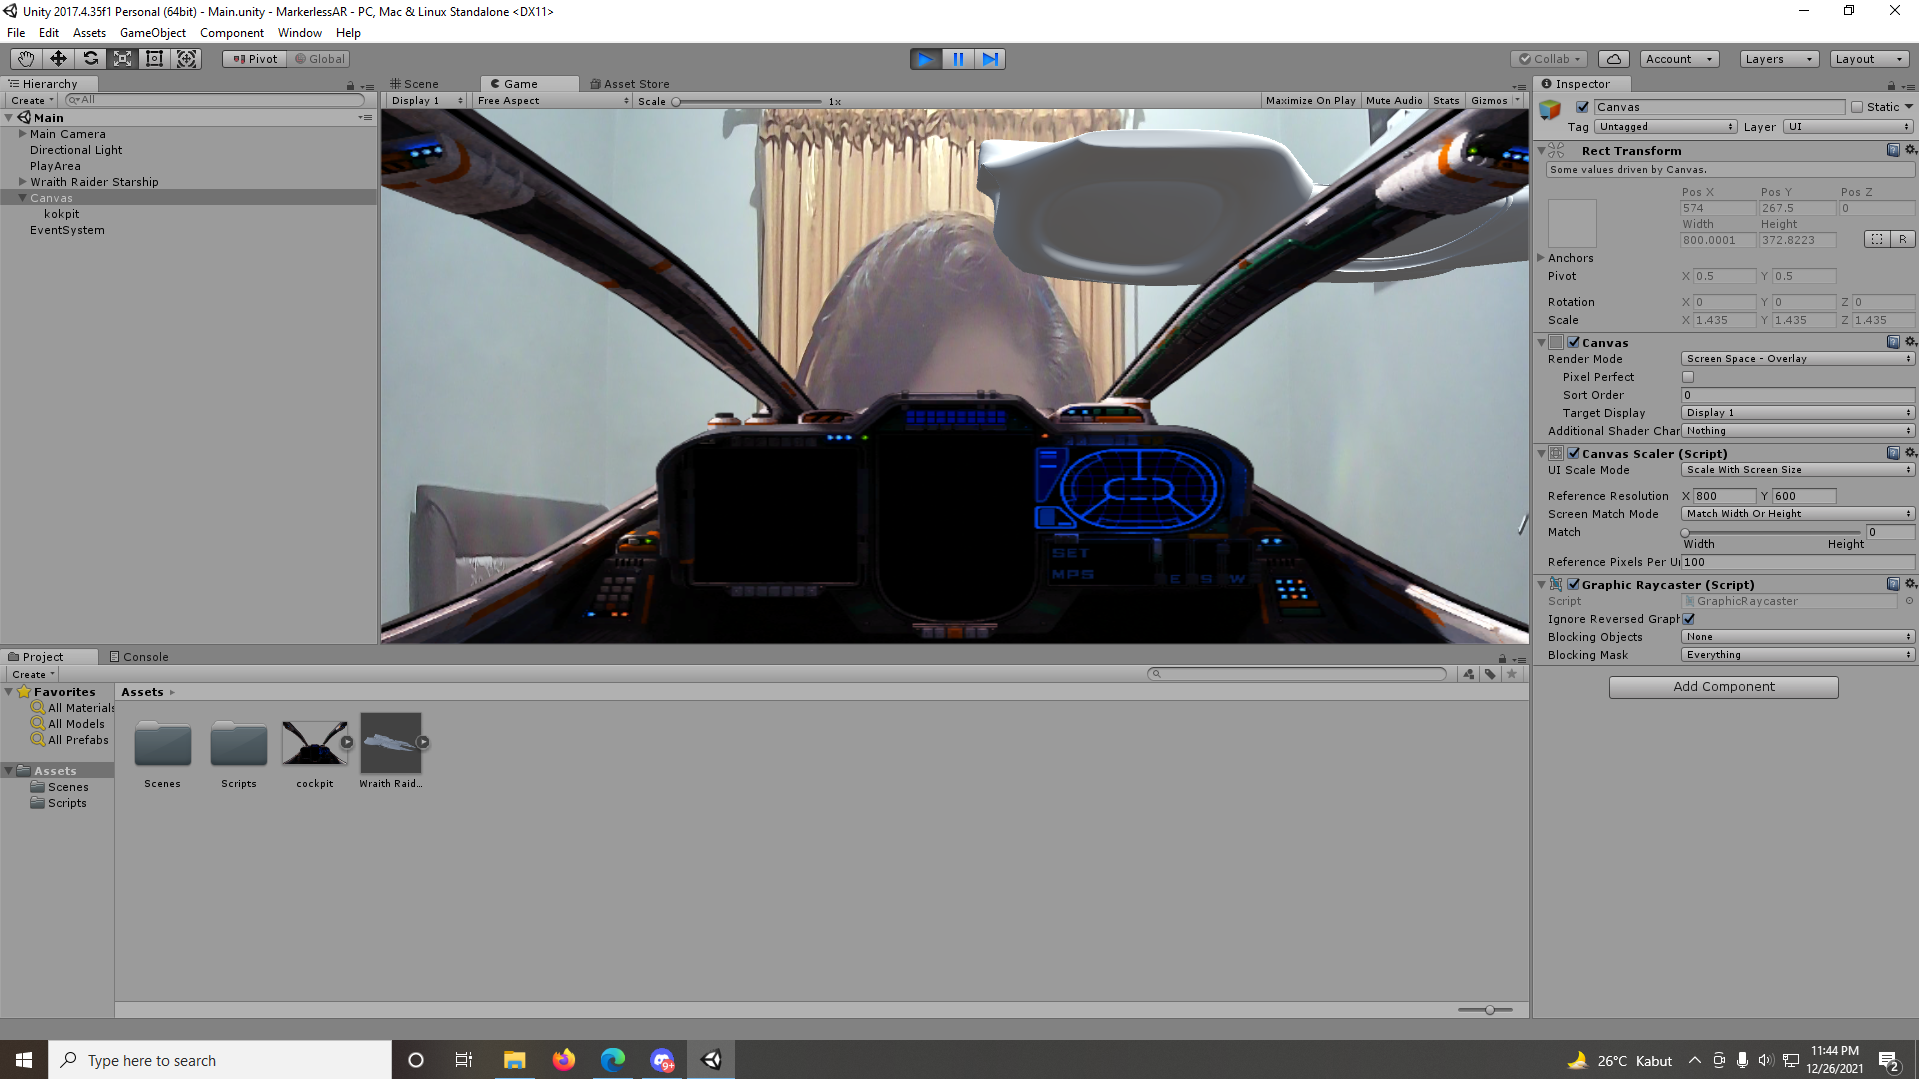 Unity 2017.4.35f1 Personal (64bit) - Main.unity - MarkerlessAR - PC, Mac & Linux Standalone <DX11>
File Edit Assets GameObject Component Window Help
Pivot Global Collab Account Layers Layout
Hierarchy
Create All
Main
Main Camera
Directional Light
PlayArea
Wraith Raider Starship
Canvas
kokpit
EventSystem
Scene Game Asset Store
Display 1 Free Aspect Scale 1x Maximize On Play Mute Audio Stats Gizmos
SET
MPS
E S W
Inspector
Canvas Static
Tag Untagged Layer UI
Rect Transform
Some values driven by Canvas.
Pos X Pos Y Pos Z
574 267.5 0
Width Height
800.0001 372.8223 R
Anchors
Pivot X 0.5 Y 0.5
Rotation X 0 Y 0 Z 0
Scale X 1.435 Y 1.435 Z 1.435
Canvas
Render Mode Screen Space - Overlay
Pixel Perfect
Sort Order 0
Target Display Display 1
Additional Shader Char Nothing
Canvas Scaler (Script)
UI Scale Mode Scale With Screen Size
Reference Resolution X 800 Y 600
Screen Match Mode Match Width Or Height
Match 0
Width Height
Reference Pixels Per Ur 100
Graphic Raycaster (Script)
Script GraphicRaycaster
Ignore Reversed Graph
Blocking Objects None
Blocking Mask Everything
Add Component
Project Console
Create
Favorites
All Materials
All Models
All Prefabs
Assets
Scenes
Scripts
Assets
Scenes Scripts cockpit Wraith Raid...
Type here to search
9+
26°C Kabut
11:44 PM
12/26/2021
2